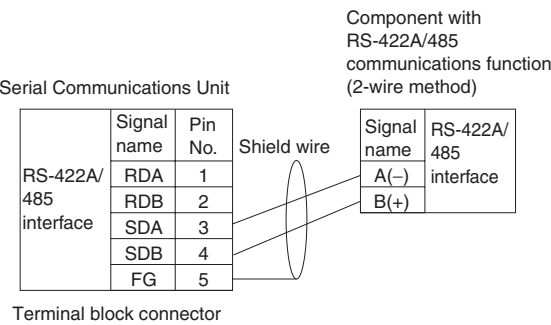 Component with
RS-422A/485
communications function
(2-wire method)
Serial Communications Unit
Signal name Pin No.
RS-422A/485 interface
RDA 1
RDB 2
SDA 3
SDB 4
FG 5
Shield wire
Signal name RS-422A/485 interface
A(−)
B(+)
Terminal block connector